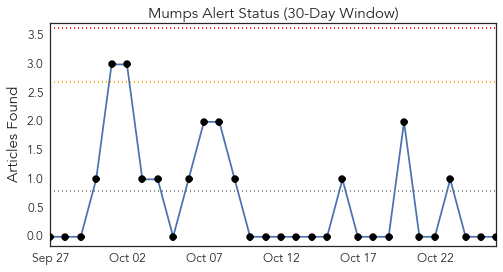 Mumps Alert Status (30-Day Window)
Articles Found
3.5
3.0
2.5
2.0
1.5
1.0
0.5
0.0
Sep 27
Oct 02
Oct 07
Oct 12
Oct 17
Oct 22